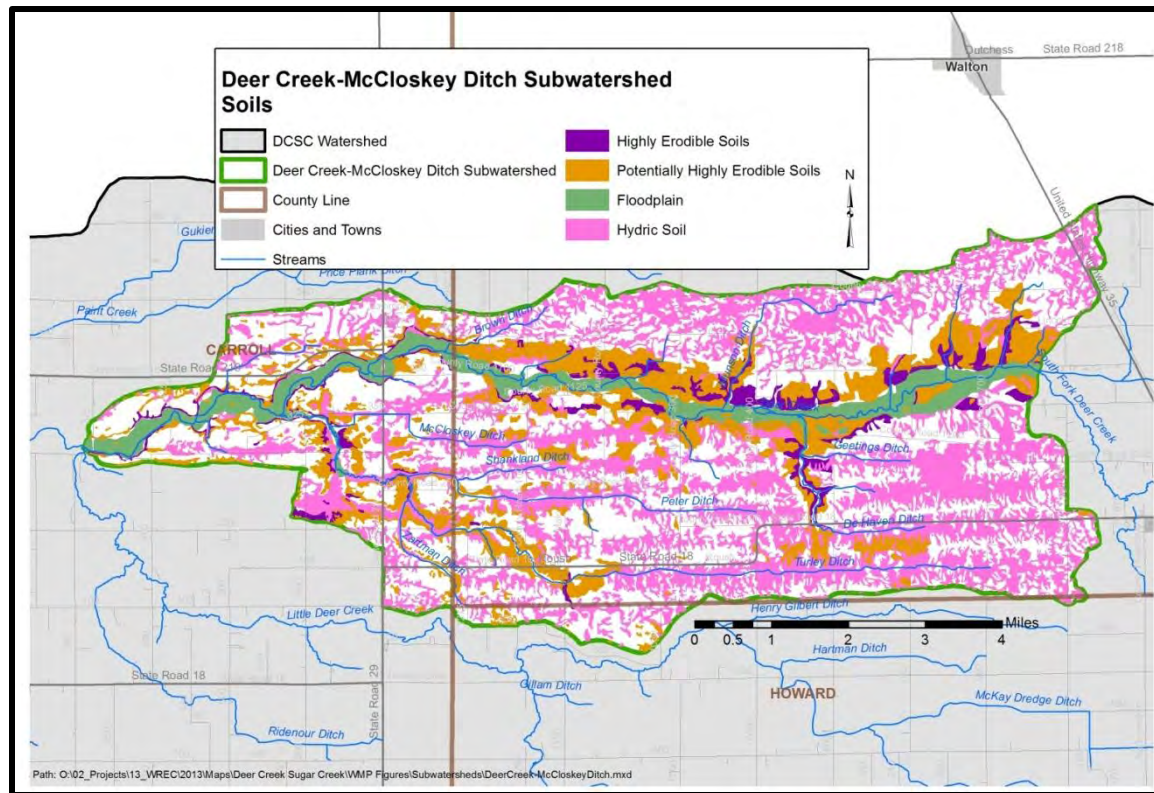 Dutchess
State Road 218
Walton
Deer Creek-McCloskey Ditch Subwatershed
Soils
DCSC Watershed
Highly Erodible Soils
Deer Creek-McCloskey Ditch Subwatershed
Potentially Highly Erodible Soils
N
County Line
Floodplain
Cities and Towns
Hydric Soil
Streams
Price Plank Ditch
Paint Creek
Brown Ditch
CARROLL
South Fork Deer Creek
McCloskey Ditch
Geetings Ditch
Shankland Ditch
Peter Ditch
De Haven Ditch
State Road 18
Turley Ditch
Little Deer Creek
Henry Gilbert Ditch
Miles
0 0.5 1 2 3 4
State Road 18
State Road 29
Hartman Ditch
Gillam Ditch
HOWARD
McKay Dredge Ditch
Ridenour Ditch
Path: O:\02_Projects\13_WREC\2013\Maps\Deer Creek Sugar Creek\WMP Figures\Subwatersheds\DeerCreek-McCloskeyDitch.mxd